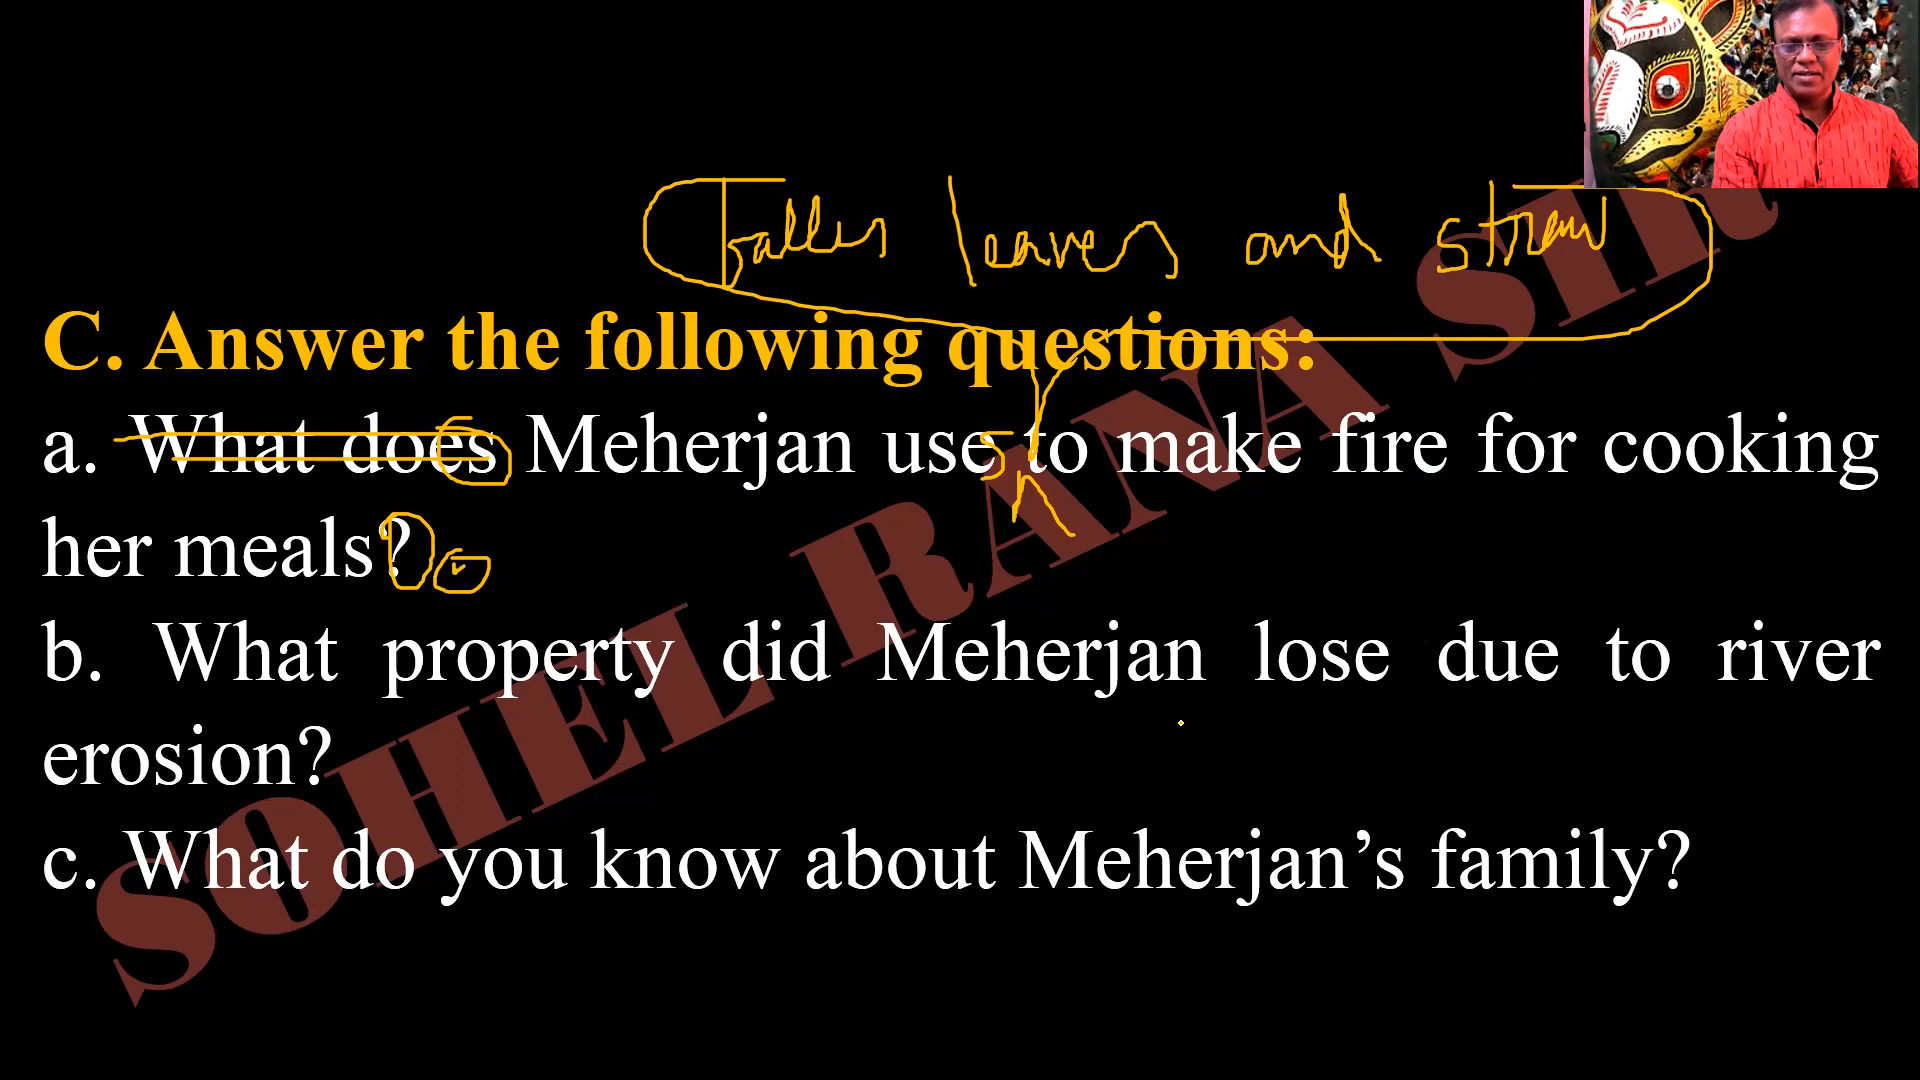 fallen leaves and straw
C. Answer the following questions:
a. What does Meherjan uses to make fire for cooking
her meals? .
b. What property did Meherjan lose due to river
erosion?
c. What do you know about Meherjan’s family?
SOHEL RANA SIR